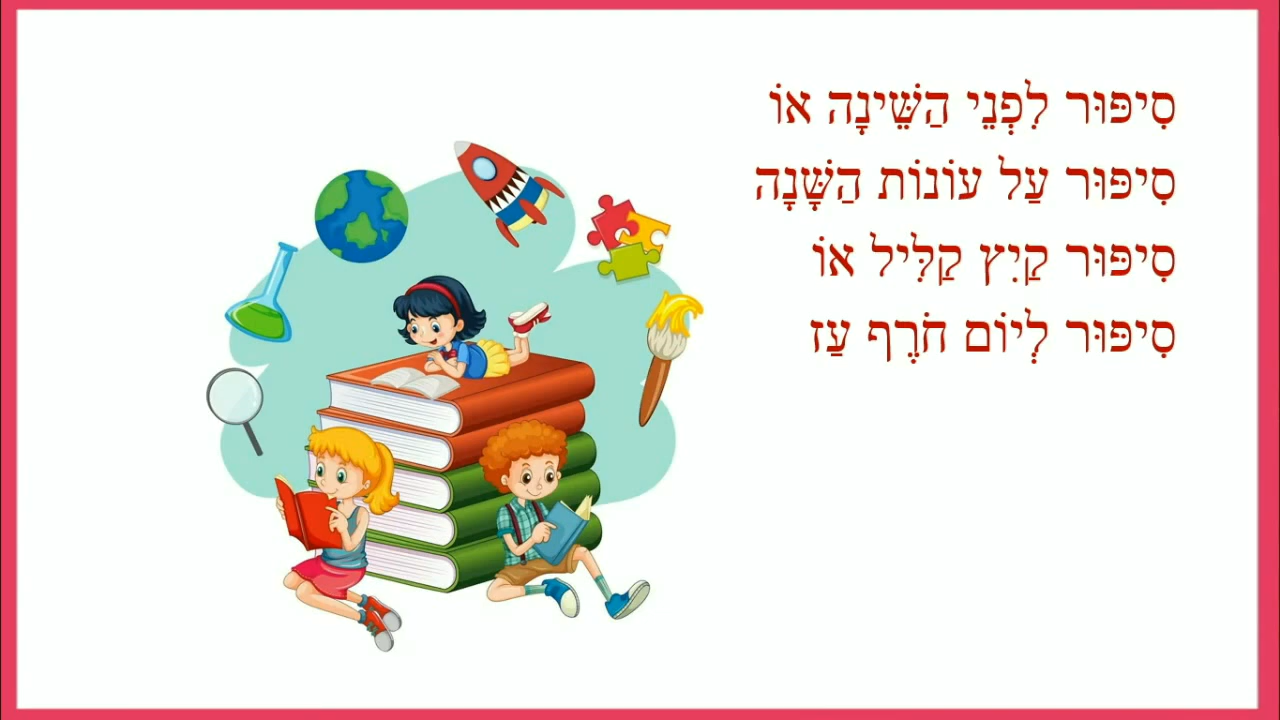 סִיפּוּר לִפְנֵי הַשֵּׁינָה אוֹ
סִיפּוּר עַל עוֹנוֹת הַשָּׁנָה
סִיפּוּר קַיִץ קַלִּיל אוֹ
סִיפּוּר לְיוֹם חֹרֶף עַז